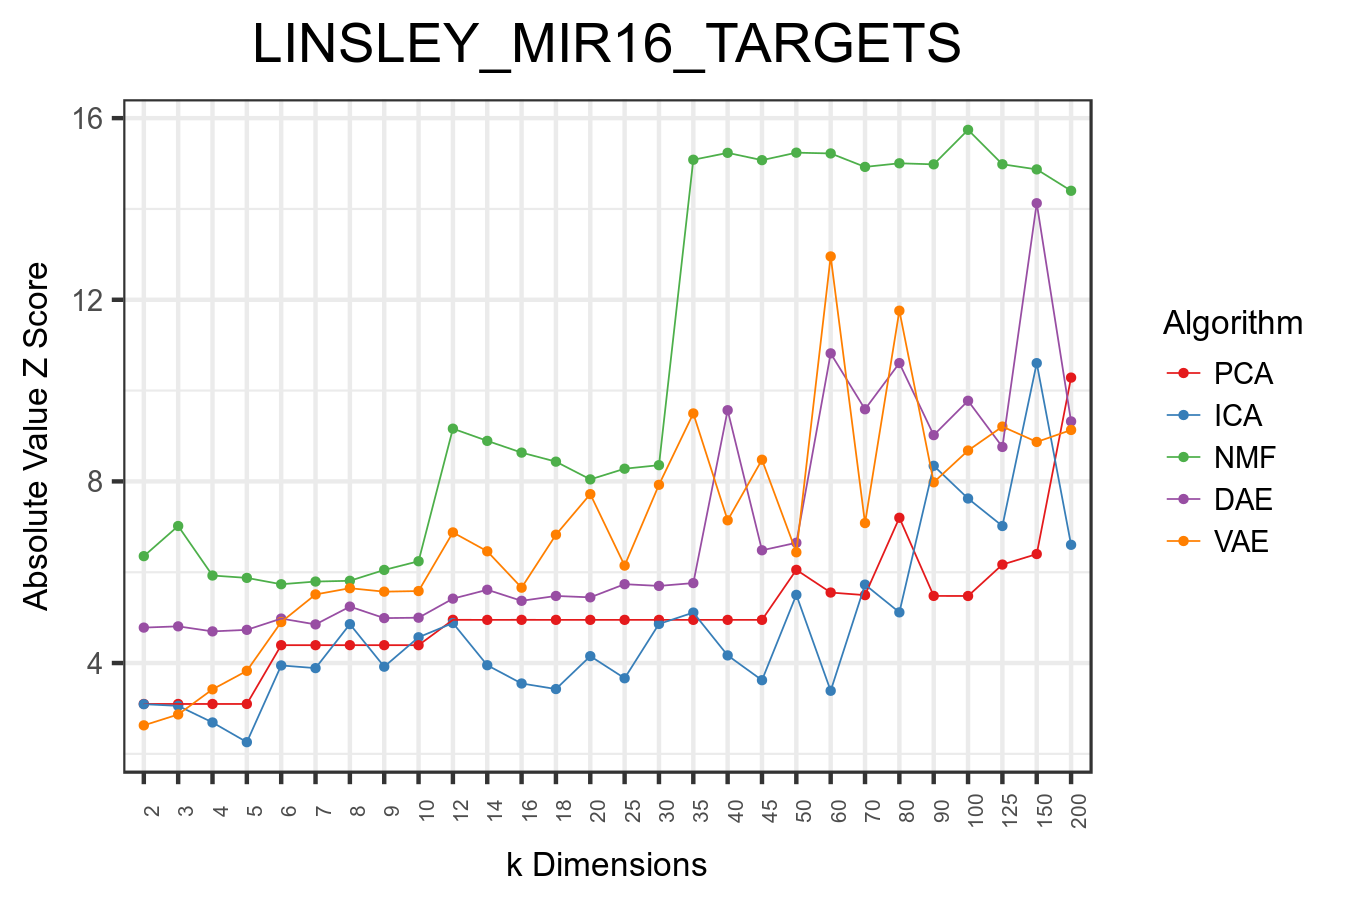 LINSLEY_MIR16_TARGETS
Absolute Value Z Score
16
12
8
4
2 3 4 5 6 7 8 9 10 12 14 16 18 20 25 30 35 40 45 50 60 70 80 90 100 125 150 200
k Dimensions
Algorithm
PCA
ICA
NMF
DAE
VAE